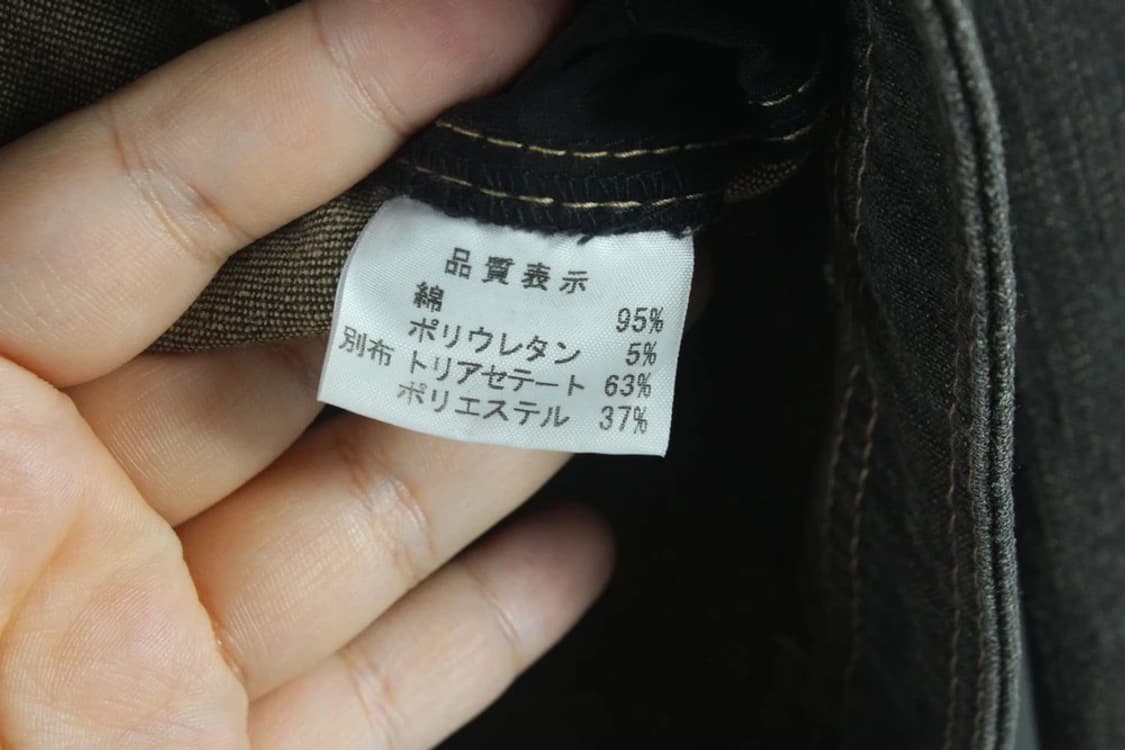 品質表示
綿 95%
ポリウレタン 5%
別布 トリアセテート 63%
ポリエステル 37%